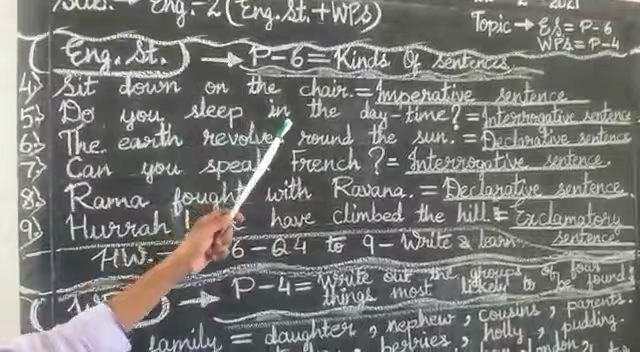 Sub. → Eng.-2 (Eng. St. + WPs)
2021
Topic → ES = P-6
WPs = P-4
(Eng. St.) → P-6 = Kinds Of sentences
4) Sit down on the chair. = Imperative sentence
5) Do you sleep in the day-time? = Interrogative sentence
6) The earth revolve round the sun. = Declarative sentence
7) Can you speak French? = Interrogative sentence.
8) Rama fought with Ravana. = Declarative sentence
9) Hurrah have climbed the hill = Exclamatory
sentence
HW. 6 - Q4 to 9 - Write & learn
→ P-4 = Write out the groups of four
things most likely to be found
family = daughter, nephew, cousins, parents.
berries, holly, pudding.
london